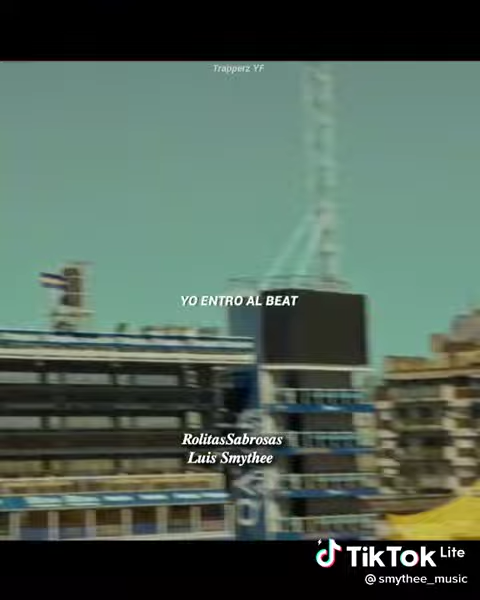 Trapperz YF
YO ENTRO AL BEAT
RolitasSabrosas
Luis Smythee
TikTok Lite
@smythee_music